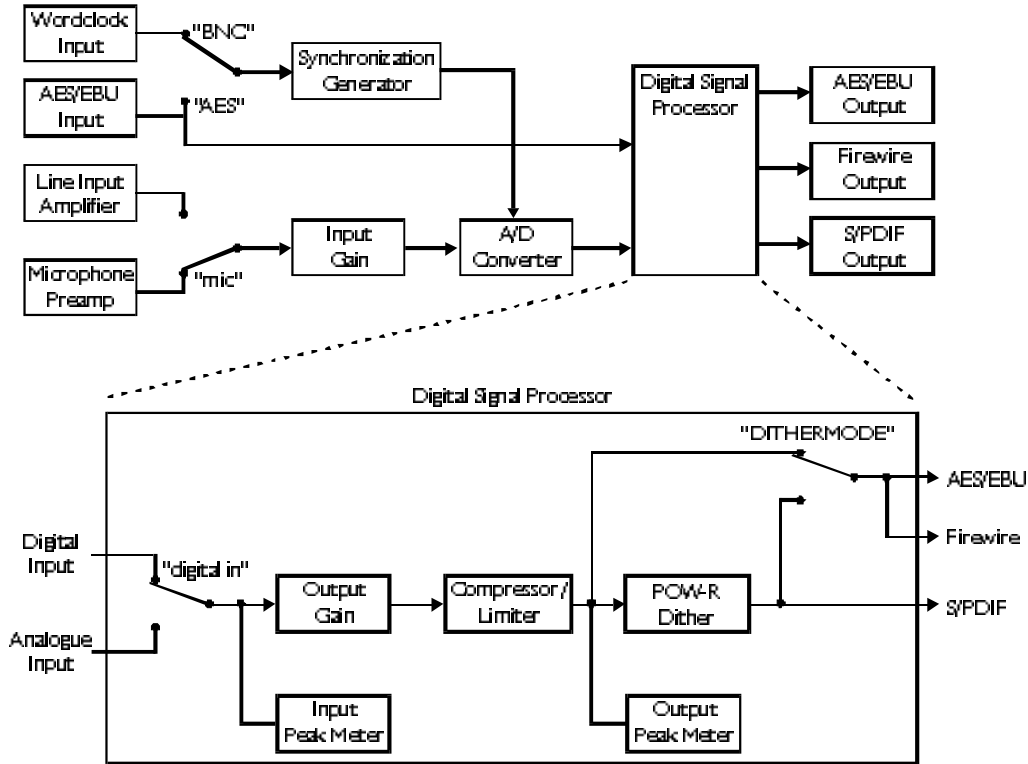 Wordclock
Input
"BNC"
Synchronization
Generator
Digital Signal
Processor
AES/EBU
Output
AES/EBU
Input
"AES"
Firewire
Output
Line Input
Amplifier
Input
Gain
A/D
Converter
S/PDIF
Output
Microphone
Preamp
"mic"
Digital Signal Processor
"DITHERMODE"
AES/EBU
Firewire
Digital
Input
"digital in"
Output
Gain
Compressor/
Limiter
POW-R
Dither
S/PDIF
Analogue
Input
Input
Peak Meter
Output
Peak Meter